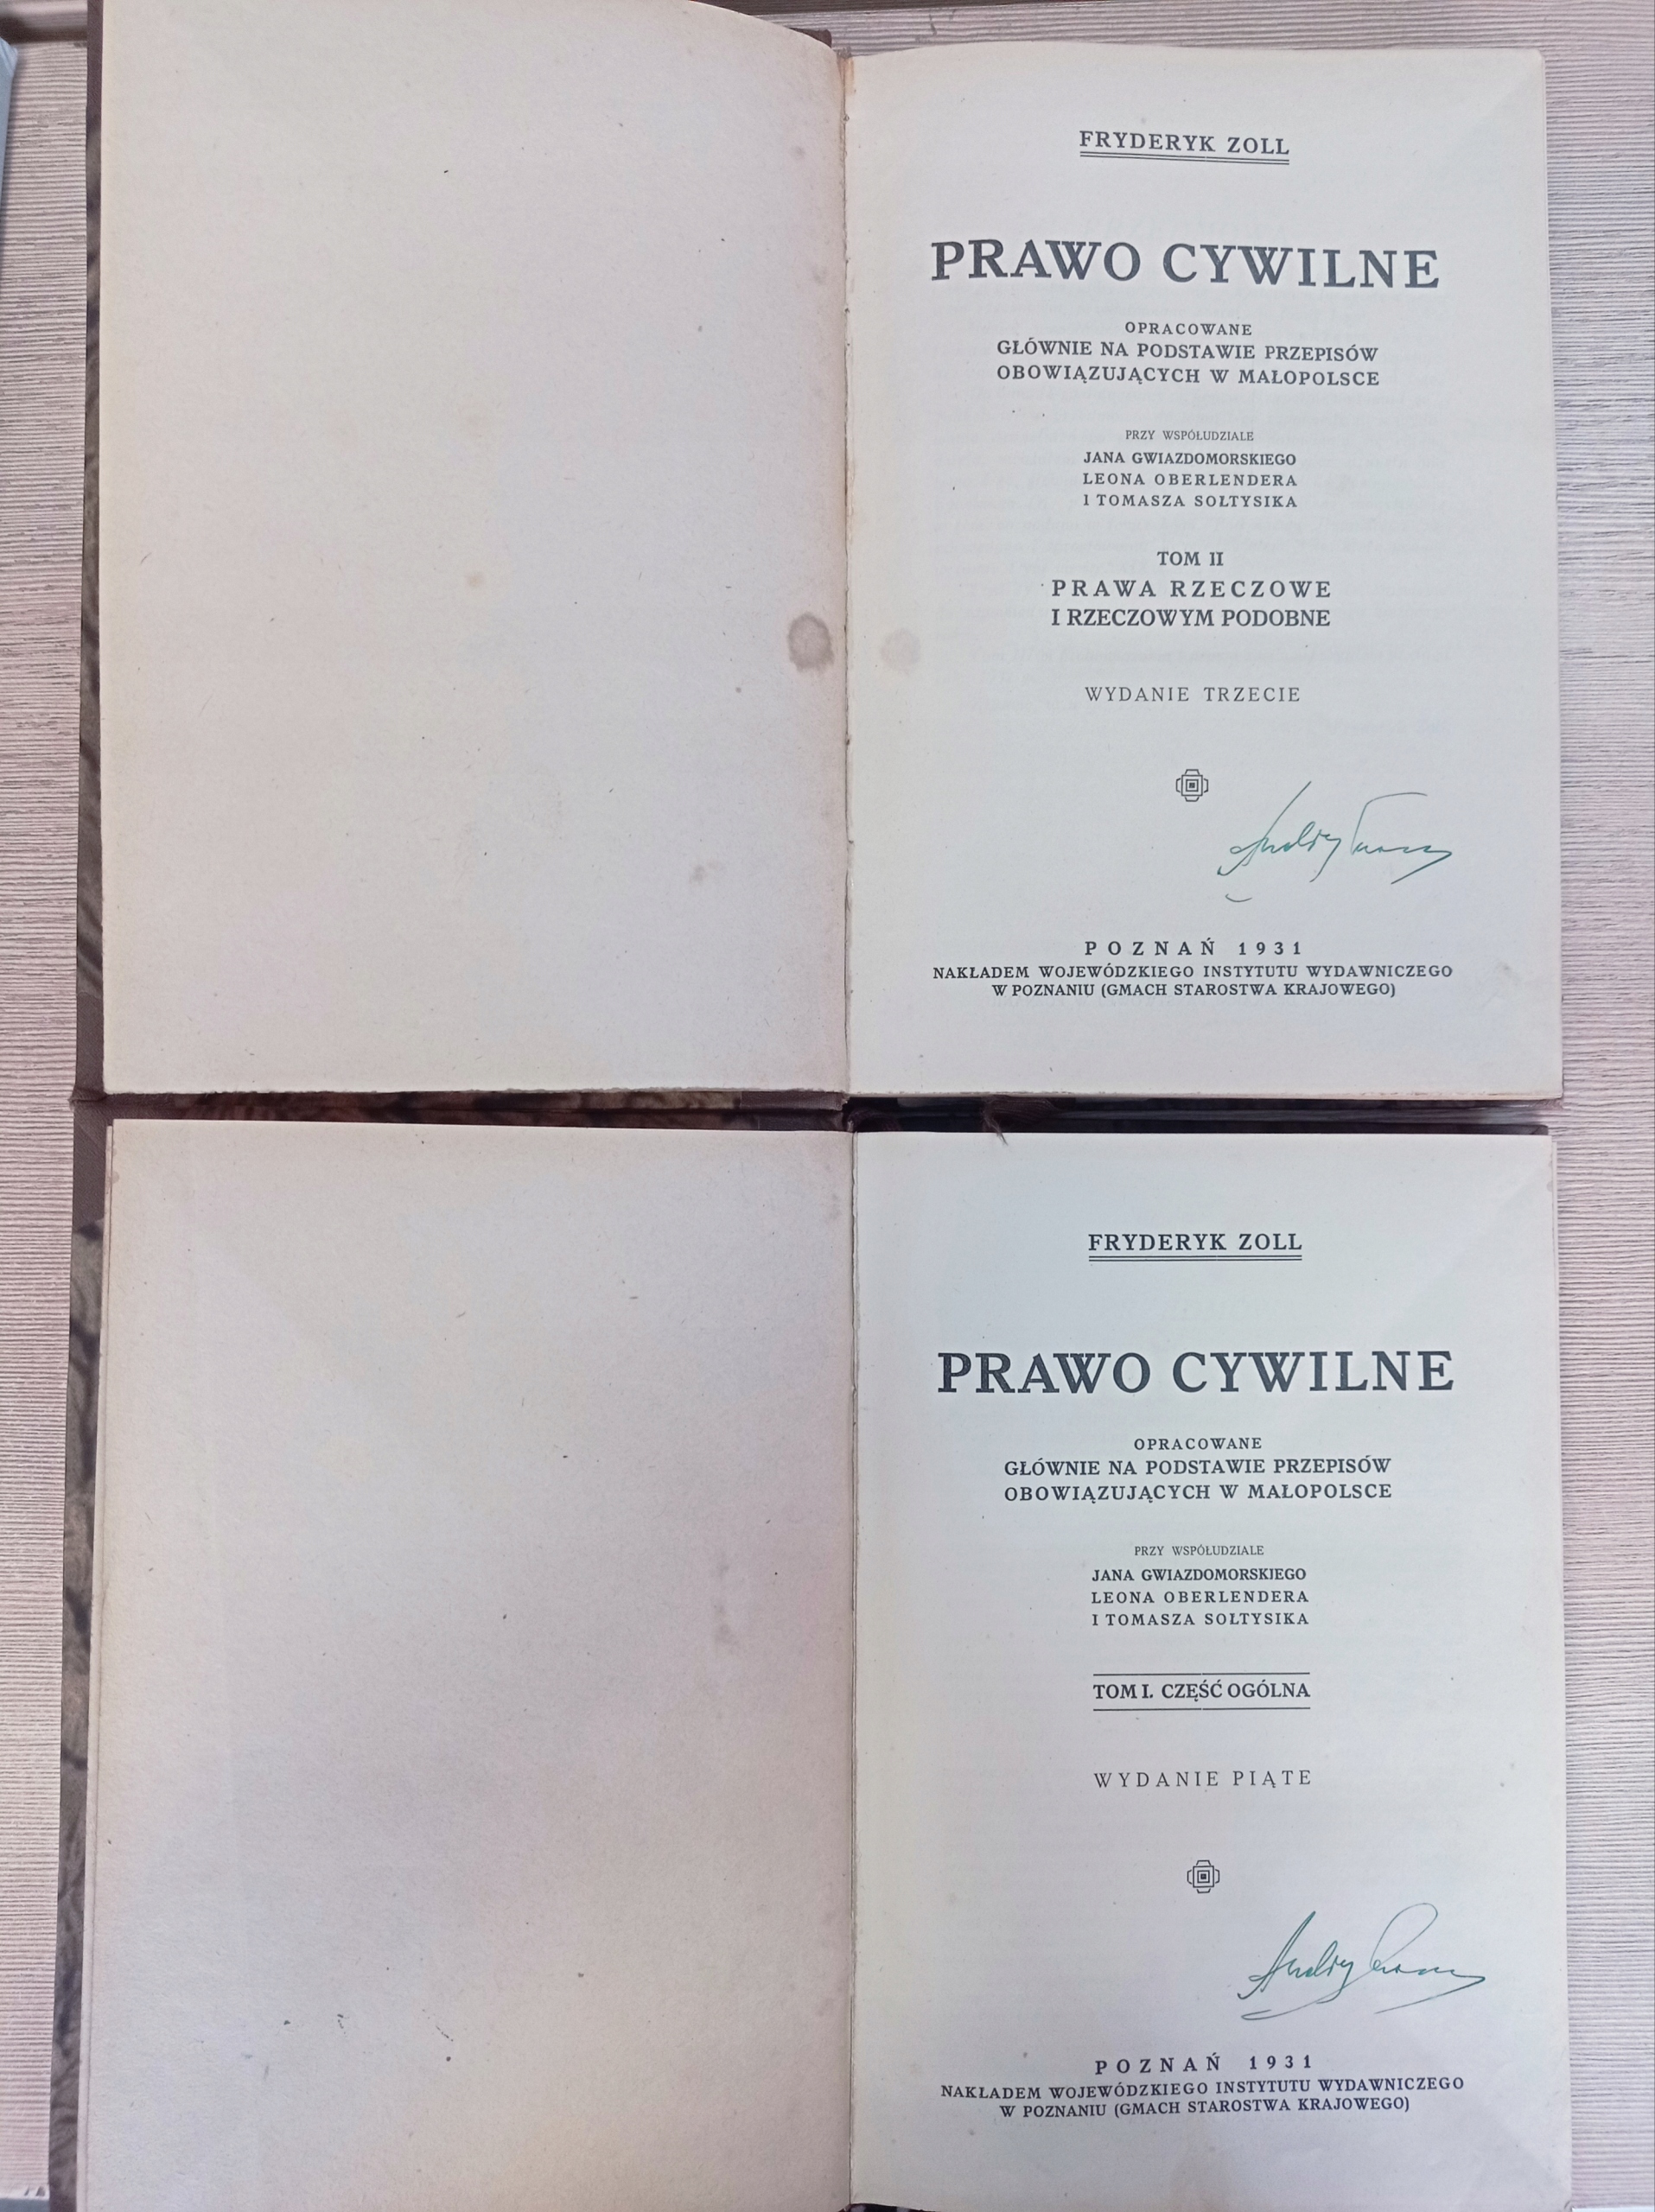 FRYDERYK ZOLL
PRAWO CYWILNE
OPRACOWANE
GŁÓWNIE NA PODSTAWIE PRZEPISÓW
OBOWIĄZUJĄCYCH W MAŁOPOLSCE
PRZY WSPÓŁUDZIALE
JANA GWIAZDOMORSKIEGO
LEONA OBERLENDERA
I TOMASZA SOŁTYSIKA
TOM II
PRAWA RZECZOWE
I RZECZOWYM PODOBNE
WYDANIE TRZECIE
Andrzej
POZNAŃ 1931
NAKŁADEM WOJEWÓDZKIEGO INSTYTUTU WYDAWNICZEGO
W POZNANIU (GMACH STAROSTWA KRAJOWEGO)
FRYDERYK ZOLL
PRAWO CYWILNE
OPRACOWANE
GŁÓWNIE NA PODSTAWIE PRZEPISÓW
OBOWIĄZUJĄCYCH W MAŁOPOLSCE
PRZY WSPÓŁUDZIALE
JANA GWIAZDOMORSKIEGO
LEONA OBERLENDERA
I TOMASZA SOŁTYSIKA
TOM I. CZĘŚĆ OGÓLNA
WYDANIE PIĄTE
Andrzej
POZNAŃ 1931
NAKŁADEM WOJEWÓDZKIEGO INSTYTUTU WYDAWNICZEGO
W POZNANIU (GMACH STAROSTWA KRAJOWEGO)